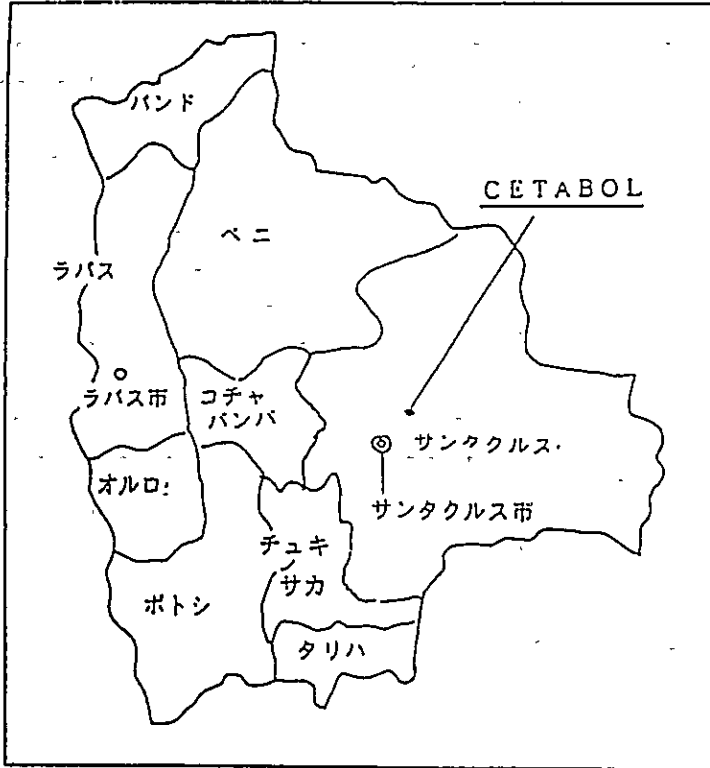 パンド
CETABOL
ベニ
ラパス
ラパス市
コチャ
バンバ
サンタクルス
オルロ
サンタクルス市
チュキ
サカ
ポトシ
タリハ